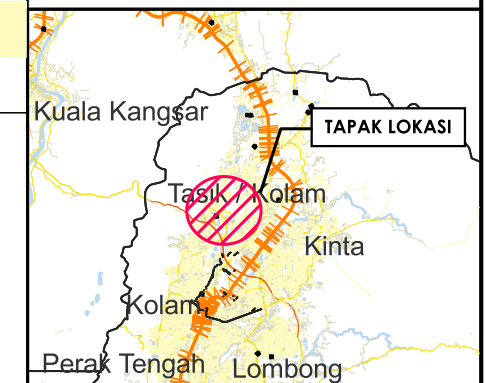 Kuala Kangsar
TAPAK LOKASI
Tasik / Kolam
Kinta
Kolam
Perak Tengah
Lombong